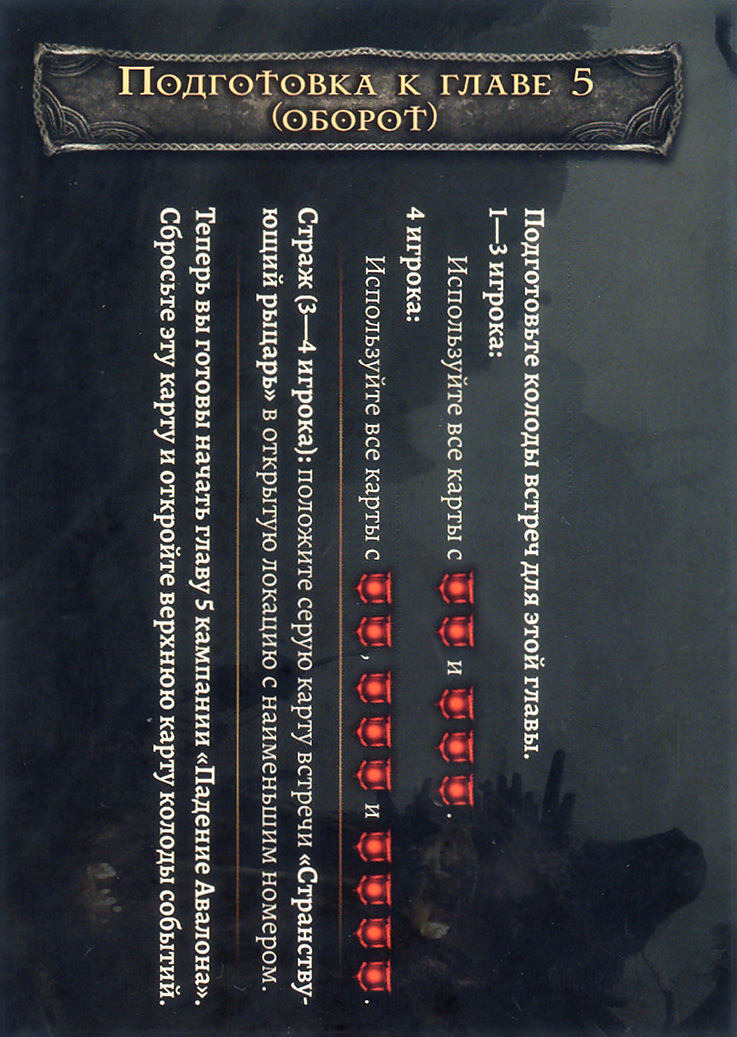 Подготовка к главе 5
(оборот)
Подготовьте колоды встреч для этой главы.
1—3 игрока:
Используйте все карты с и .
4 игрока:
Используйте все карты с , и .
Страж (3—4 игрока): положите серую карту встречи «Странству-
ющий рыцарь» в открытую локацию с наименьшим номером.
Теперь вы готовы начать главу 5 кампании «Падение Авалона».
Сбросьте эту карту и откройте верхнюю карту колоды событий.